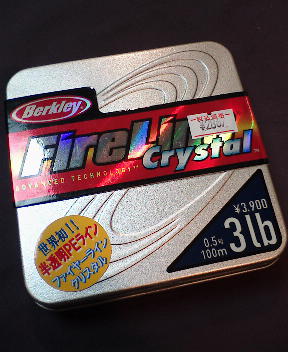 Berkley
FireLine
Crystal
ADVANCED TECHNOLOGY
世界初!!
半透明PEライン
ファイヤーライン
クリスタル
¥3,900
0.5号
100m
3lb